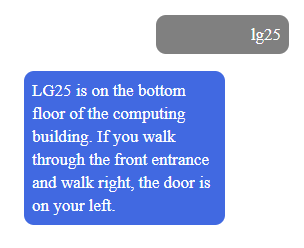 lg25
LG25 is on the bottom
floor of the computing
building. If you walk
through the front entrance
and walk right, the door is
on your left.